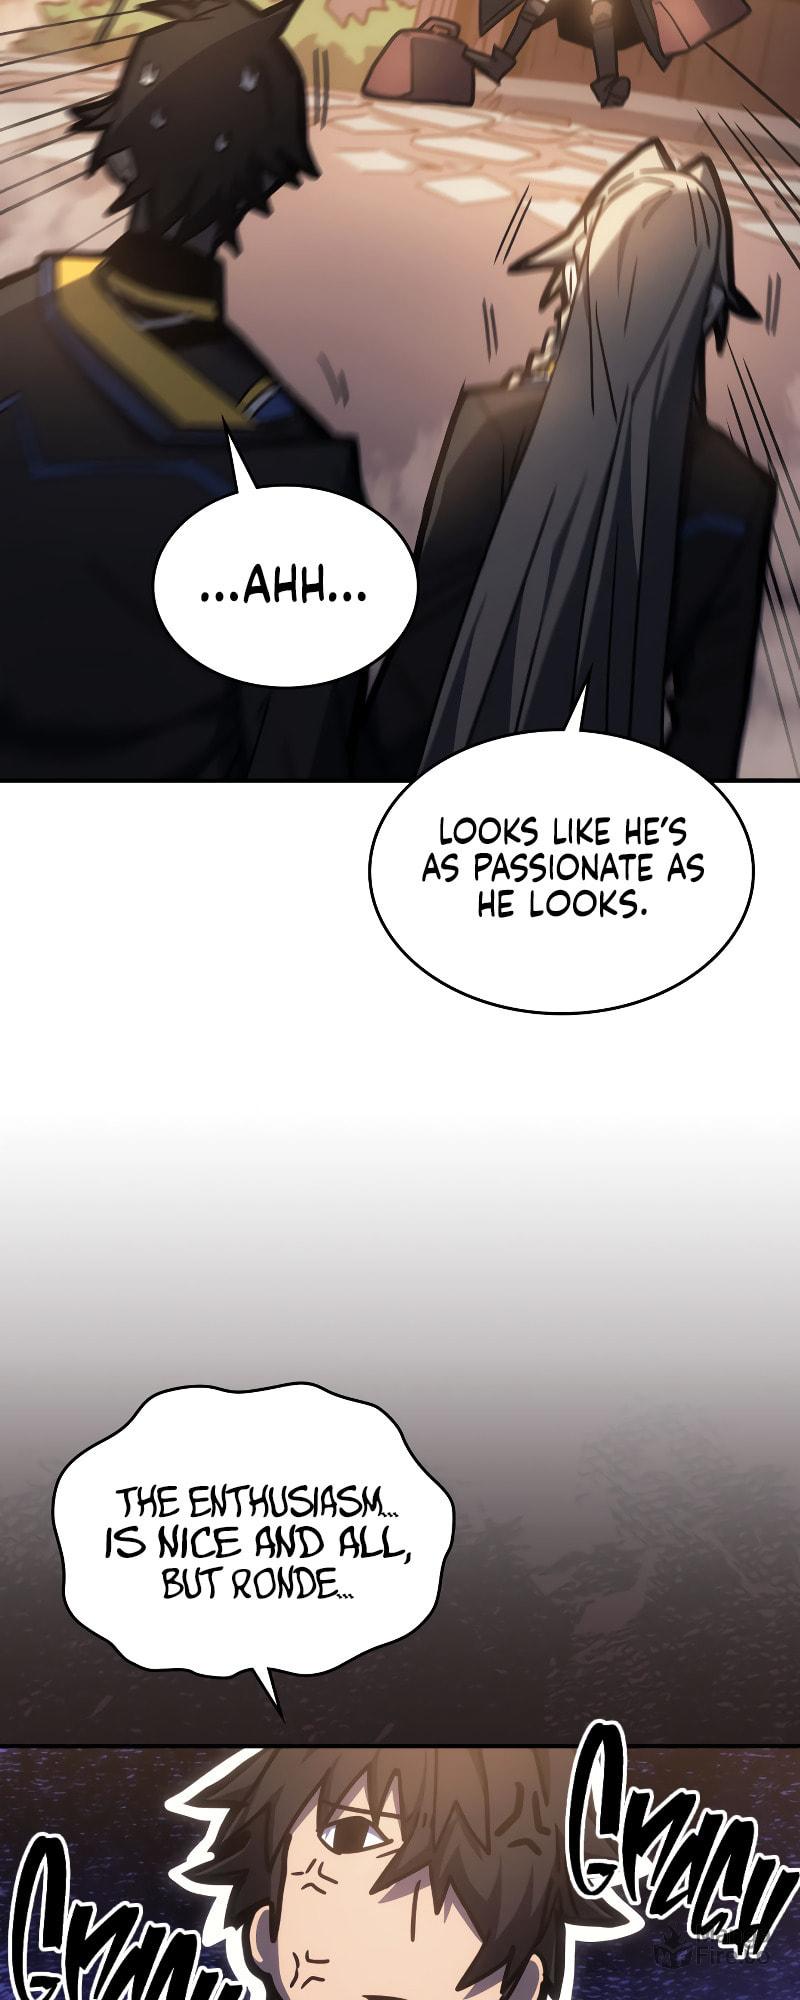 ...AHH...
LOOKS LIKE HE'S
AS PASSIONATE AS
HE LOOKS.
THE ENTHUSIASM...
IS NICE AND ALL,
BUT RONDE...